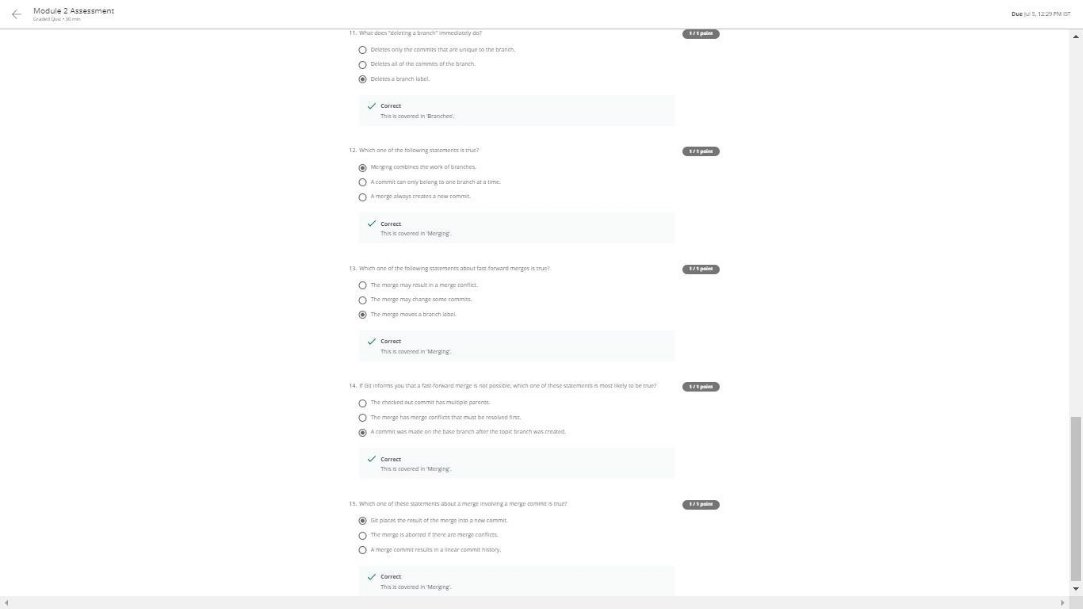 Module 2 Assessment
Graded Quiz • 30 min
Due Jul 5, 12:29 PM IST
11. What does "deleting a branch" immediately do?
1 / 1 point
Deletes only the commits that are unique to the branch.
Deletes all of the commits of the branch.
Deletes a branch label.
Correct
This is covered in 'Branches'.
12. Which one of the following statements is true?
1 / 1 point
Merging combines the work of branches.
A commit can only belong to one branch at a time.
A merge always creates a new commit.
Correct
This is covered in 'Merging'.
13. Which one of the following statements about fast-forward merges is true?
1 / 1 point
The merge may result in a merge conflict.
The merge may change some commits.
The merge moves a branch label.
Correct
This is covered in 'Merging'.
14. If Git informs you that a fast-forward merge is not possible, which one of these statements is most likely to be true?
1 / 1 point
The checked out commit has multiple parents.
The merge has merge conflicts that must be resolved first.
A commit was made on the base branch after the topic branch was created.
Correct
This is covered in 'Merging'.
15. Which one of these statements about a merge involving a merge commit is true?
1 / 1 point
Git places the result of the merge into a new commit.
The merge is aborted if there are merge conflicts.
A merge commit results in a linear commit history.
Correct
This is covered in 'Merging'.